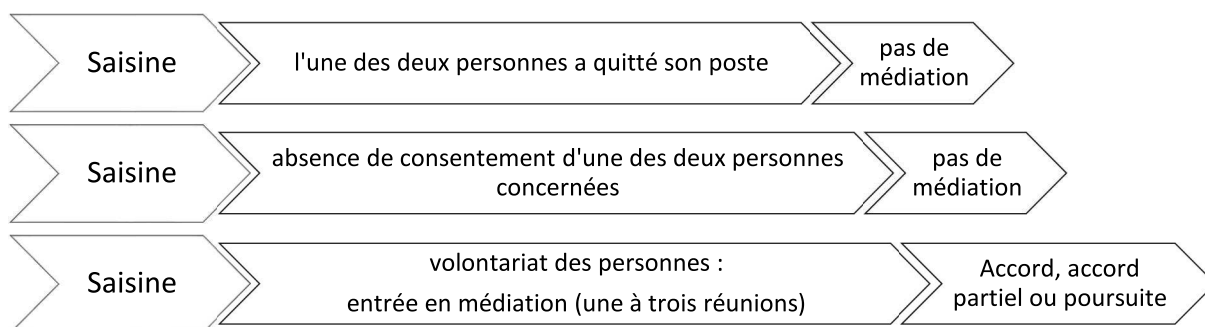 Saisine
l'une des deux personnes a quitté son poste
pas de
médiation
Saisine
absence de consentement d'une des deux personnes
concernées
pas de
médiation
Saisine
volontariat des personnes :
entrée en médiation (une à trois réunions)
Accord, accord
partiel ou poursuite